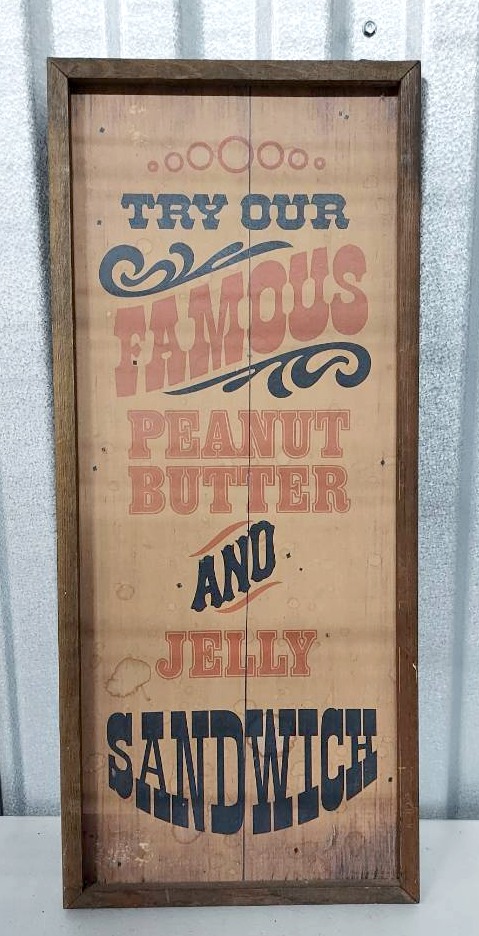 TRY OUR
FAMOUS
PEANUT
BUTTER
AND
JELLY
SANDWICH